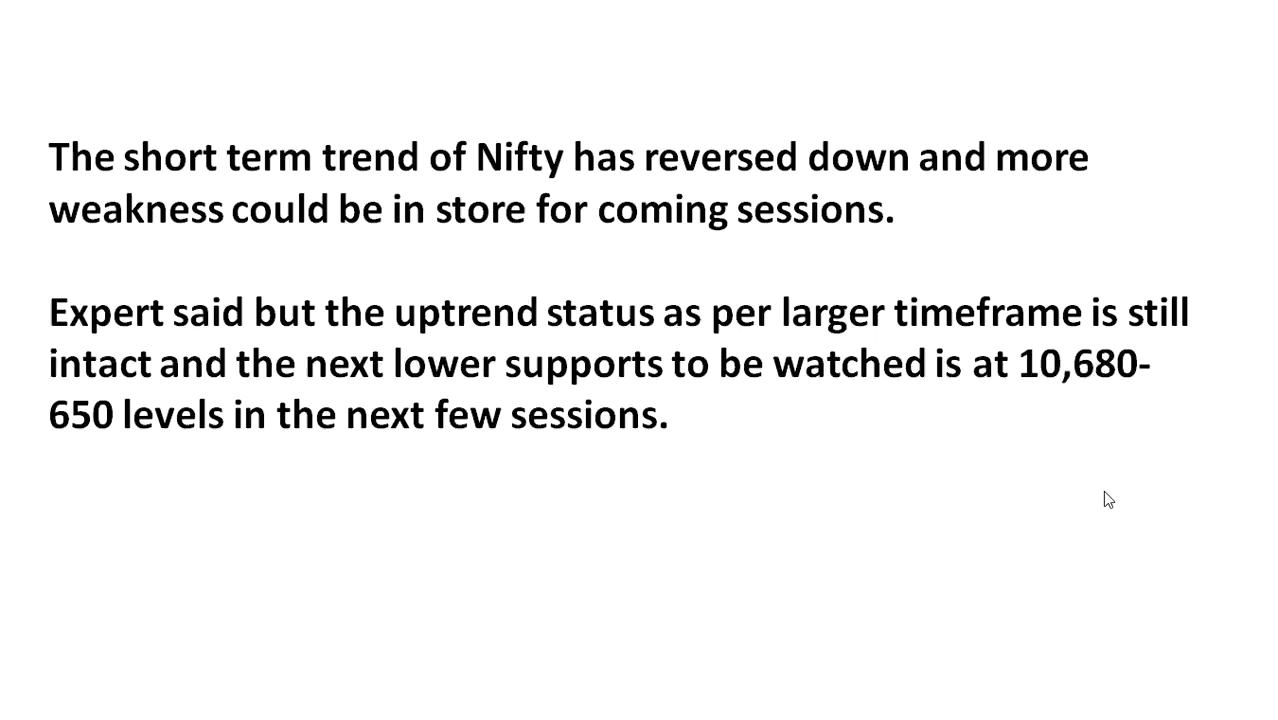 The short term trend of Nifty has reversed down and more
weakness could be in store for coming sessions.
Expert said but the uptrend status as per larger timeframe is still
intact and the next lower supports to be watched is at 10,680-
650 levels in the next few sessions.